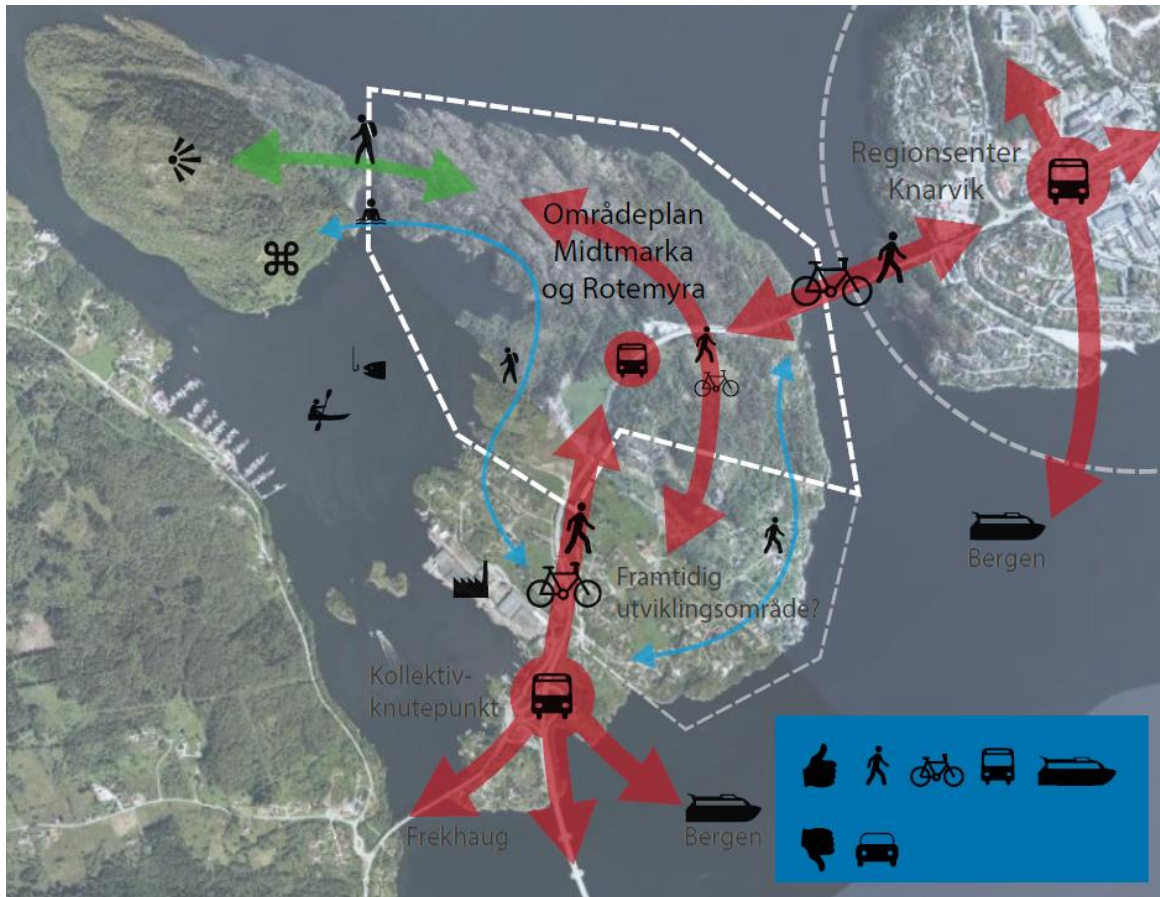 Regionsenter
Knarvik
Områdeplan
Midtmarka
og Rotemyra
Bergen
Framtidig
utviklingsområde?
Kollektiv-
knutepunkt
Frekhaug
Bergen